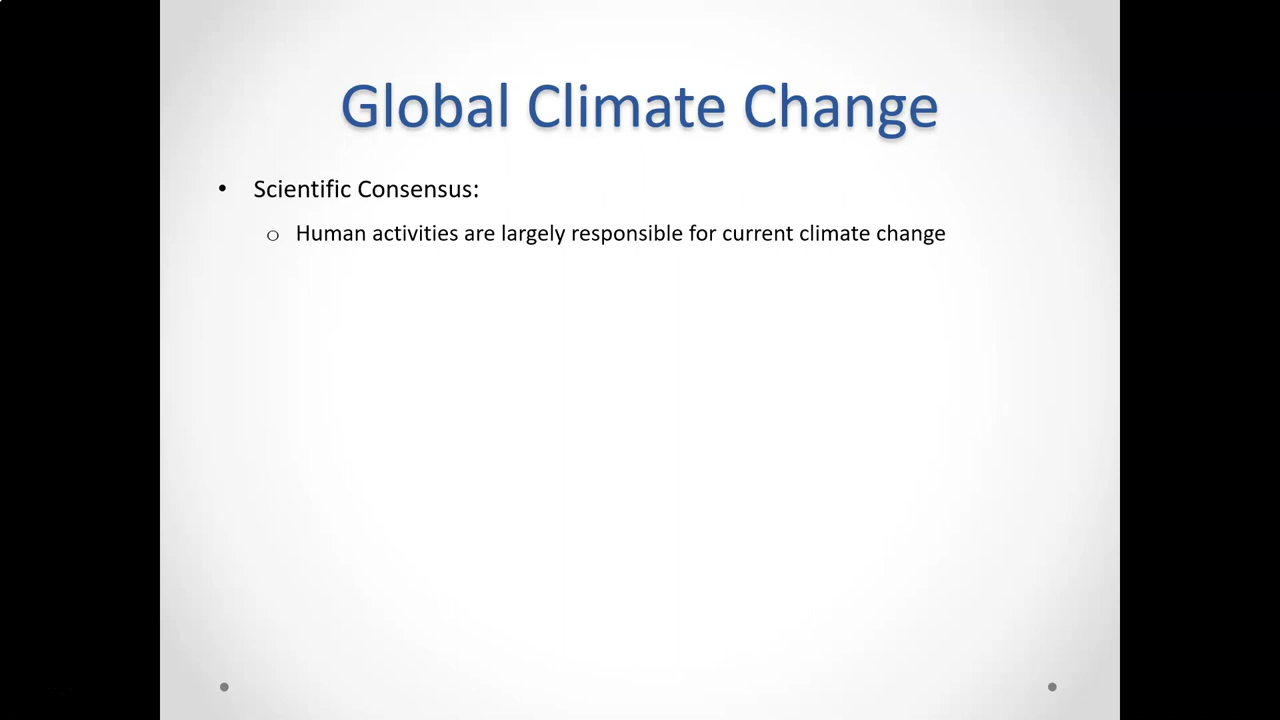 Global Climate Change
• Scientific Consensus:
o Human activities are largely responsible for current climate change